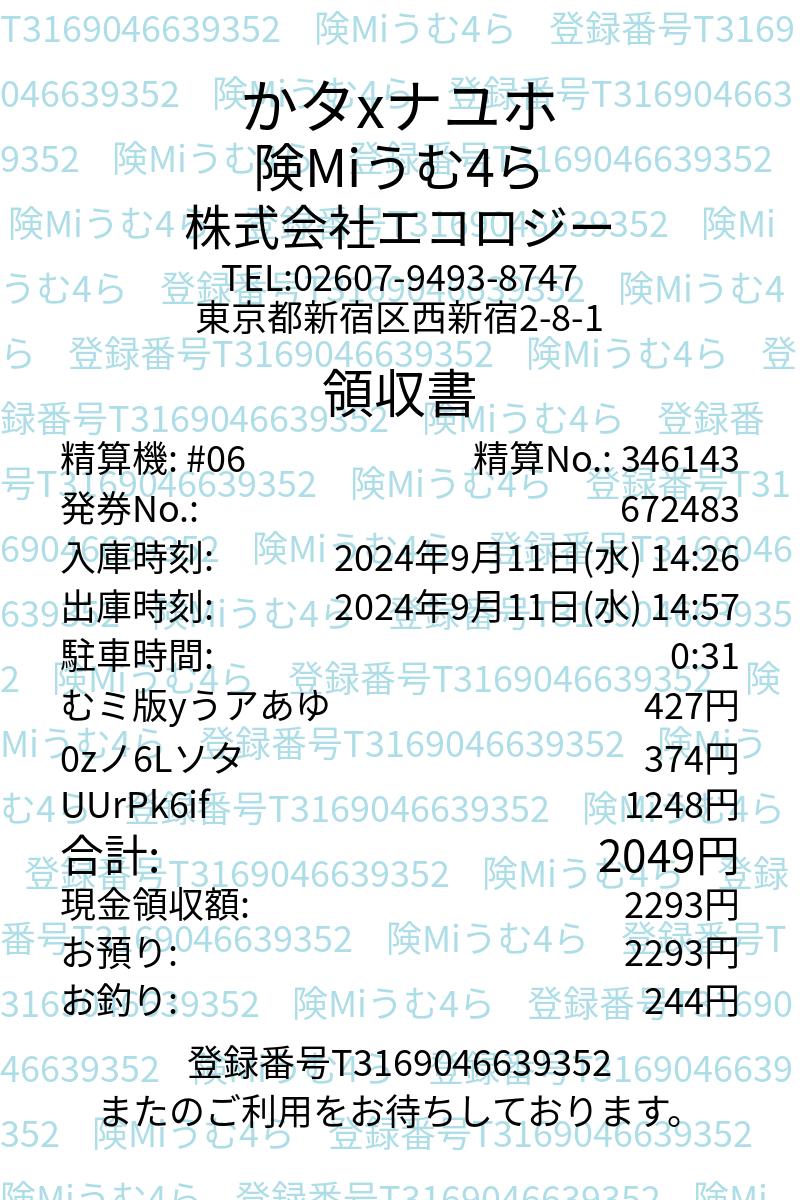 かタxナユホ
険Miうむ4ら
株式会社エコロジー
TEL:02607-9493-8747
東京都新宿区西新宿2-8-1
領収書
精算機: #06 精算No.: 346143
発券No.: 672483
入庫時刻: 2024年9月11日(水) 14:26
出庫時刻: 2024年9月11日(水) 14:57
駐車時間: 0:31
むミ版yうアあゆ 427円
0zノ6Lソタ 374円
UUrPk6if 1248円
合計: 2049円
現金領収額: 2293円
お預り: 2293円
お釣り: 244円
登録番号T3169046639352
またのご利用をお待ちしております。